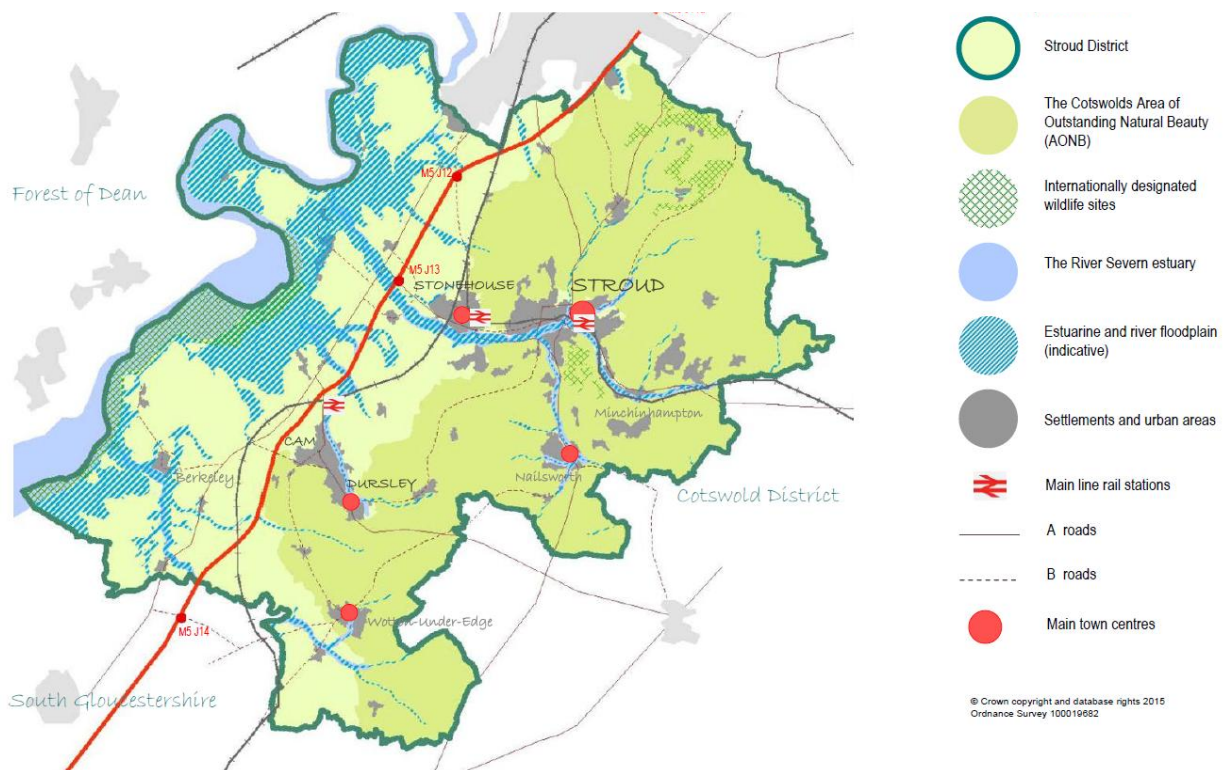 Forest of Dean
M5 J12
M5 J13
STONEHOUSE
STROUD
Minchinhampton
CAM
Berkeley
DURSLEY
Nailsworth
Cotswold District
Wotton-Under-Edge
M5 J14
South Gloucestershire
Stroud District
The Cotswolds Area of
Outstanding Natural Beauty
(AONB)
Internationally designated
wildlife sites
The River Severn estuary
Estuarine and river floodplain
(indicative)
Settlements and urban areas
Main line rail stations
A roads
B roads
Main town centres
© Crown copyright and database rights 2015
Ordnance Survey 100019682